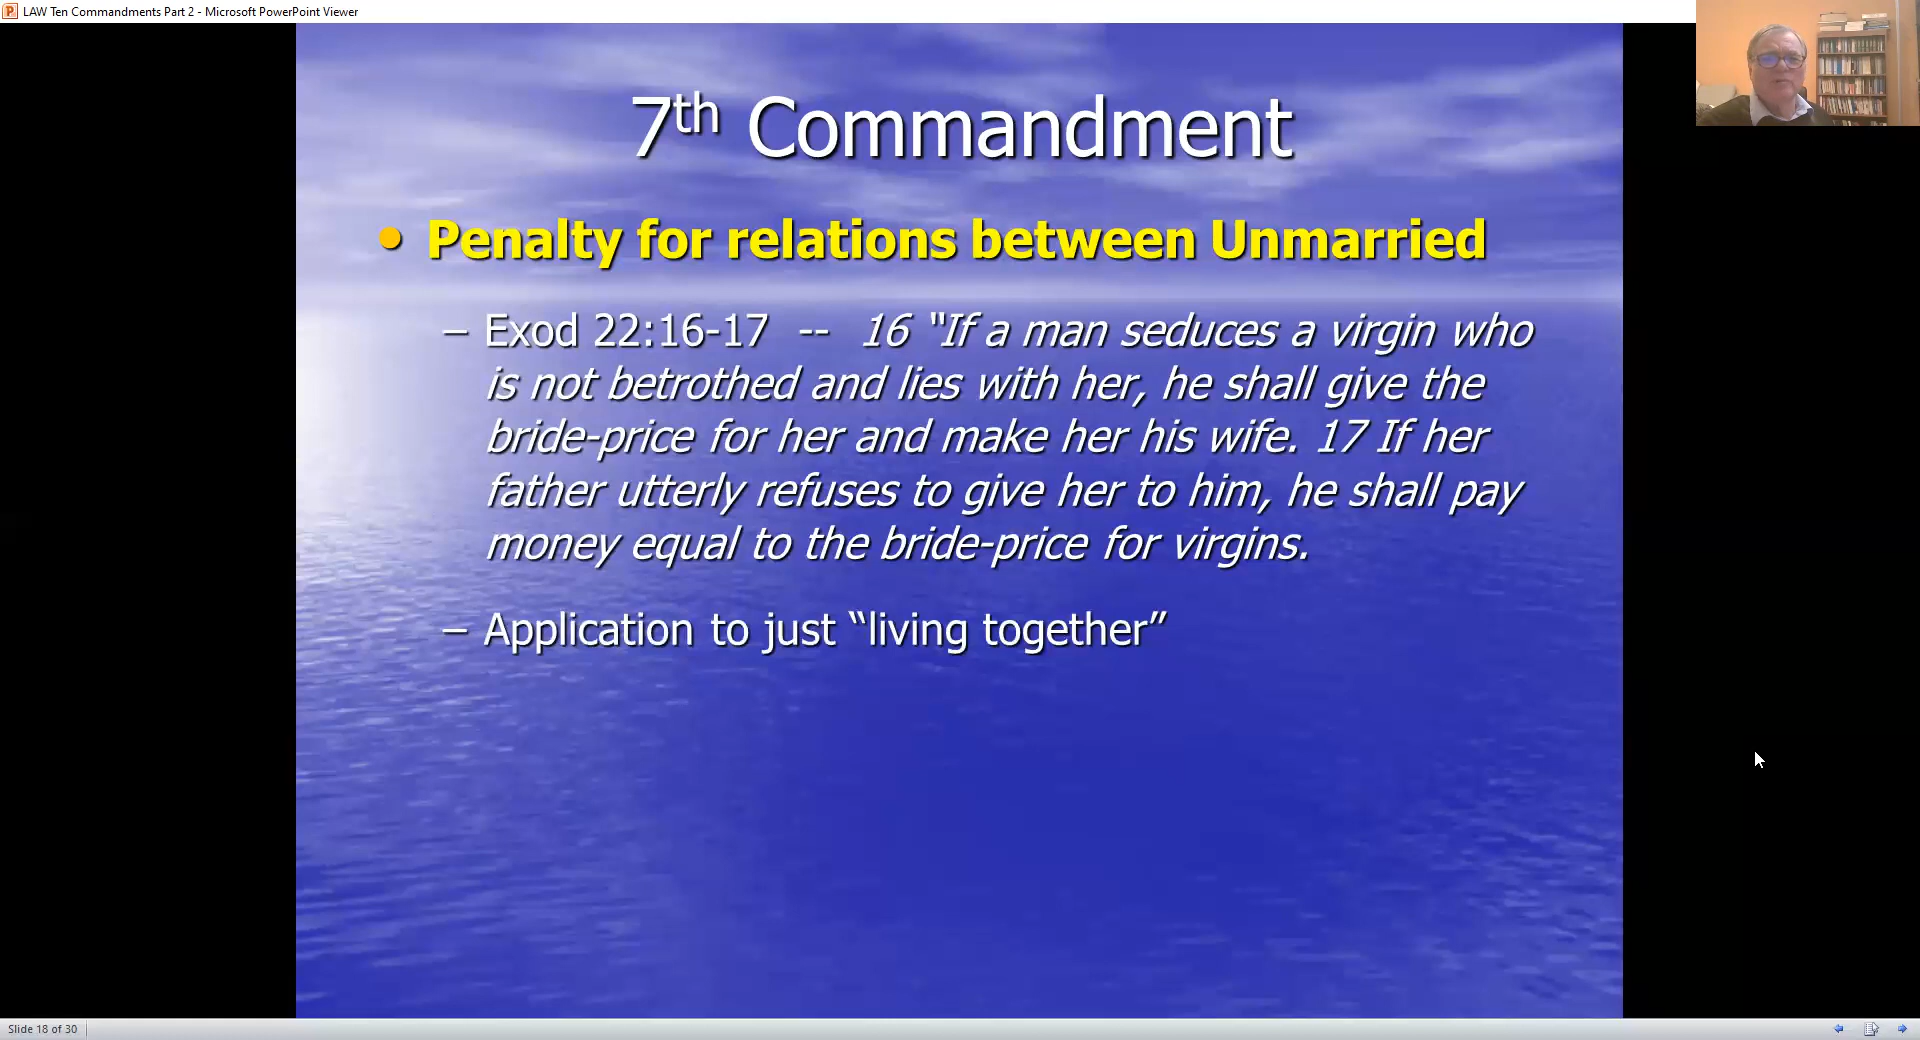 LAW Ten Commandments Part 2 - Microsoft PowerPoint Viewer
7th Commandment
• Penalty for relations between Unmarried
– Exod 22:16-17 -- 16 “If a man seduces a virgin who
is not betrothed and lies with her, he shall give the
bride-price for her and make her his wife. 17 If her
father utterly refuses to give her to him, he shall pay
money equal to the bride-price for virgins.
– Application to just “living together”
Slide 18 of 30